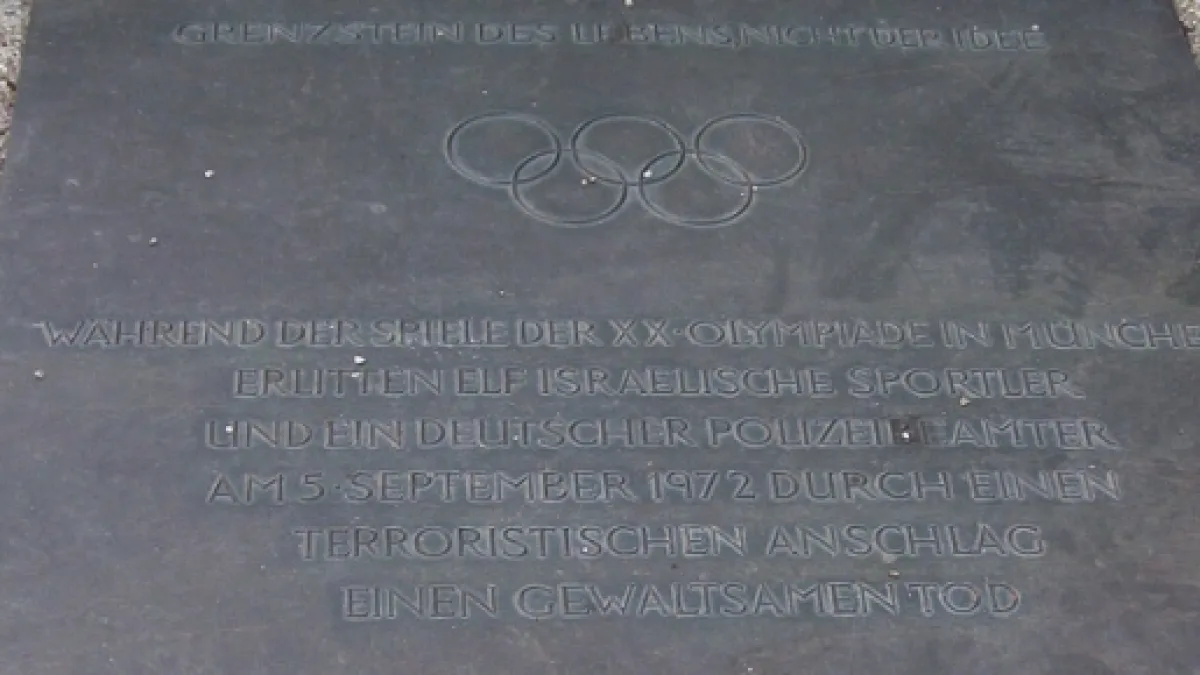 GRENZSTEIN DES LEBENS, NICHT DER IDEE
WÄHREND DER SPIELE DER XX·OLYMPIADE IN MÜNCHE
ERLITTEN ELF ISRAELISCHE SPORTLER
UND EIN DEUTSCHER POLIZEIBEAMTER
AM 5·SEPTEMBER 1972 DURCH EINEN
TERRORISTISCHEN ANSCHLAG
EINEN GEWALTSAMEN TOD